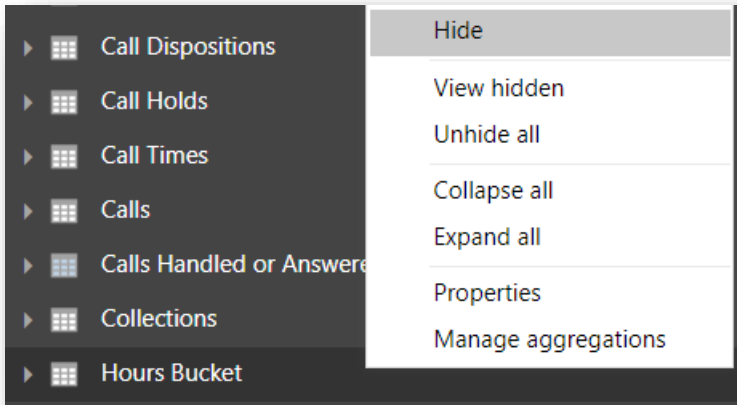 Call Dispositions
Call Holds
Call Times
Calls
Calls Handled or Answere
Collections
Hours Bucket
Hide
View hidden
Unhide all
Collapse all
Expand all
Properties
Manage aggregations